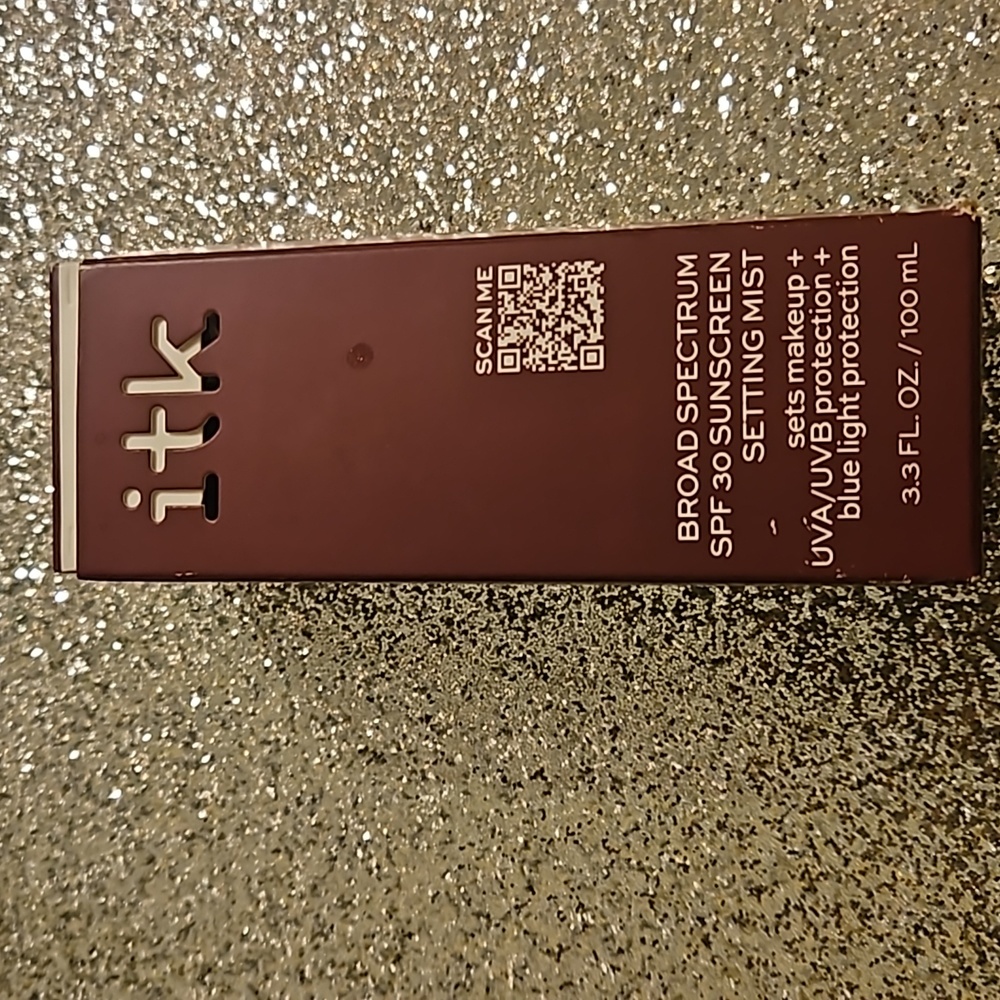 itk
SCAN ME
BROAD SPECTRUM
SPF 30 SUNSCREEN
SETTING MIST
sets makeup +
UVA/UVB protection +
blue light protection
3.3 FL. OZ. / 100 mL